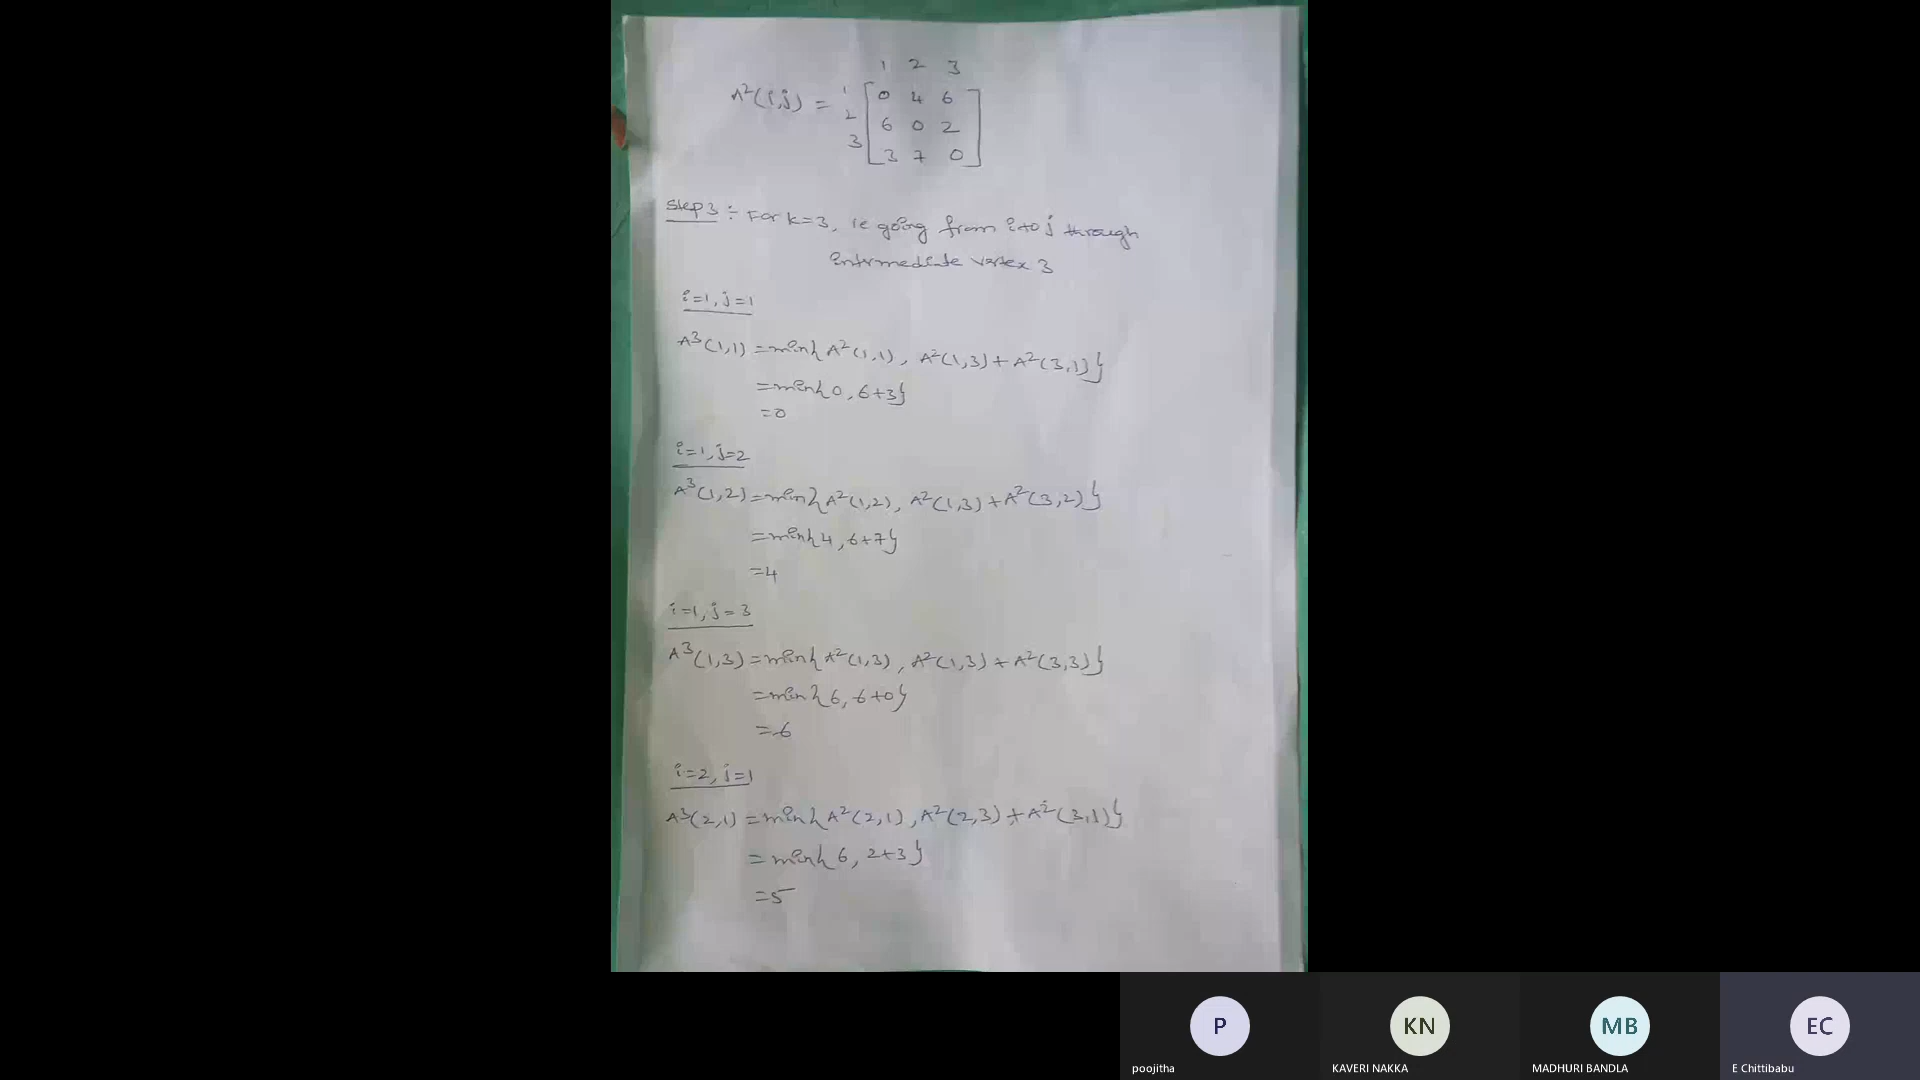 1 2 3
A²(i,j) = 1 [ 0 4 6
2 6 0 2
3 3 7 0 ]
Step 3 :- For k=3, ie going from i to j through
intrmediate vertex 3
i=1, j=1
A³(1,1) = min{A²(1,1), A²(1,3) + A²(3,1)}
= min{0, 6+3}
= 0
i=1, j=2
A³(1,2) = min{A²(1,2), A²(1,3) + A²(3,2)}
= min{4, 6+7}
= 4
i=1, j=3
A³(1,3) = min{A²(1,3), A²(1,3) + A²(3,3)}
= min{6, 6+0}
= 6
i=2, j=1
A³(2,1) = min{A²(2,1), A²(2,3) + A²(3,1)}
= min{6, 2+3}
= 5
P KN MB EC
poojitha KAVERI NAKKA MADHURI BANDLA E Chittibabu